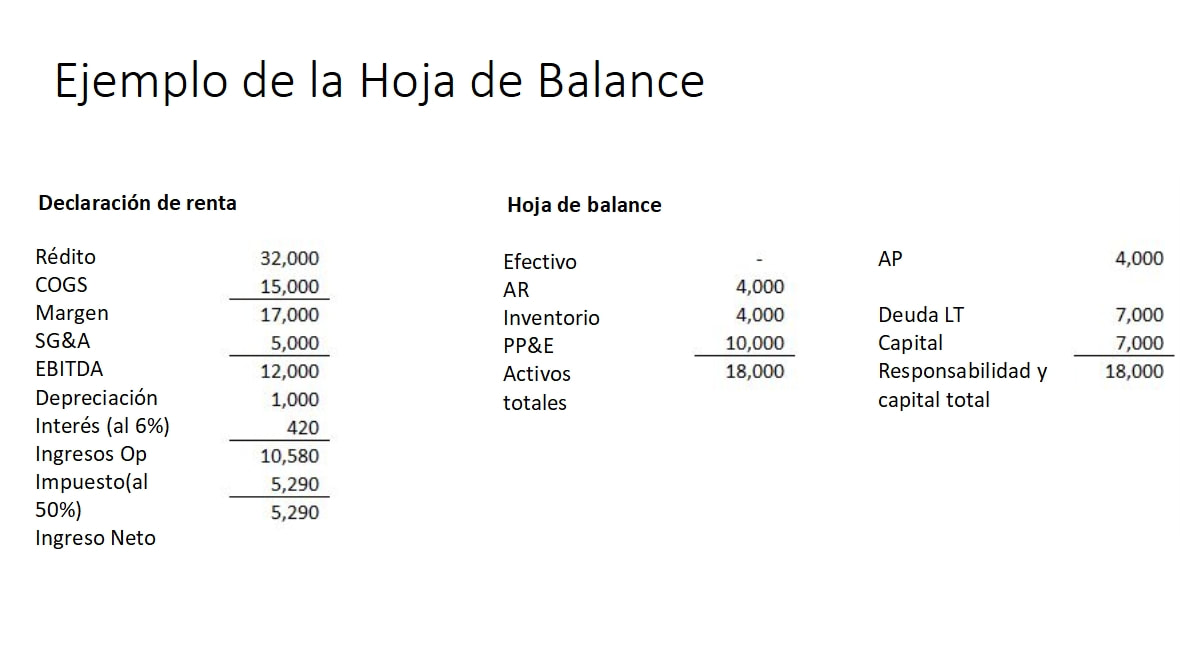 Ejemplo de la Hoja de Balance
Declaración de renta
Rédito 32,000
COGS 15,000
Margen 17,000
SG&A 5,000
EBITDA 12,000
Depreciación 1,000
Interés (al 6%) 420
Ingresos Op 10,580
Impuesto(al 5,290
50%) 5,290
Ingreso Neto
Hoja de balance
Efectivo -
AR 4,000
Inventorio 4,000
PP&E 10,000
Activos 18,000
totales
AP 4,000
Deuda LT 7,000
Capital 7,000
Responsabilidad y 18,000
capital total